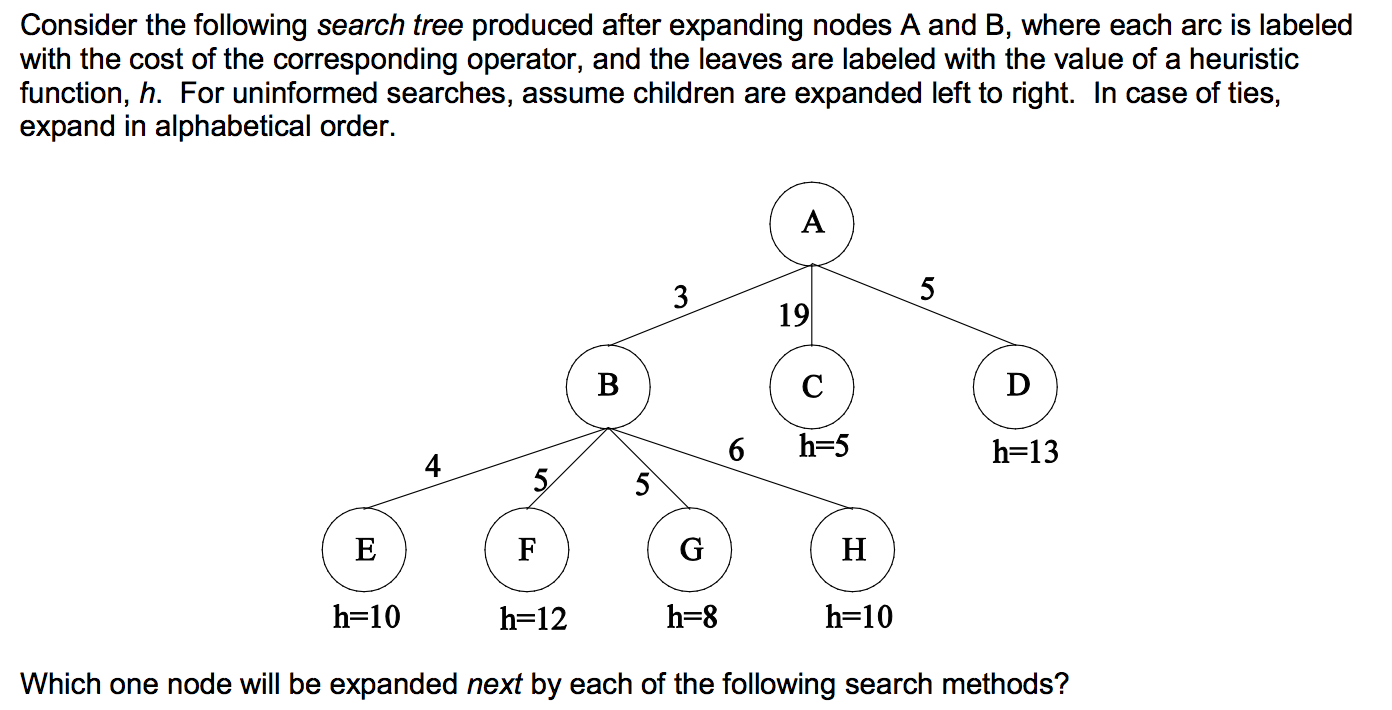 Consider the following search tree produced after expanding nodes A and B, where each arc is labeled
with the cost of the corresponding operator, and the leaves are labeled with the value of a heuristic
function, h. For uninformed searches, assume children are expanded left to right. In case of ties,
expand in alphabetical order.
A
3
19
5
B
C
D
h=5
h=13
4
5
5
6
E
F
G
H
h=10
h=12
h=8
h=10
Which one node will be expanded next by each of the following search methods?